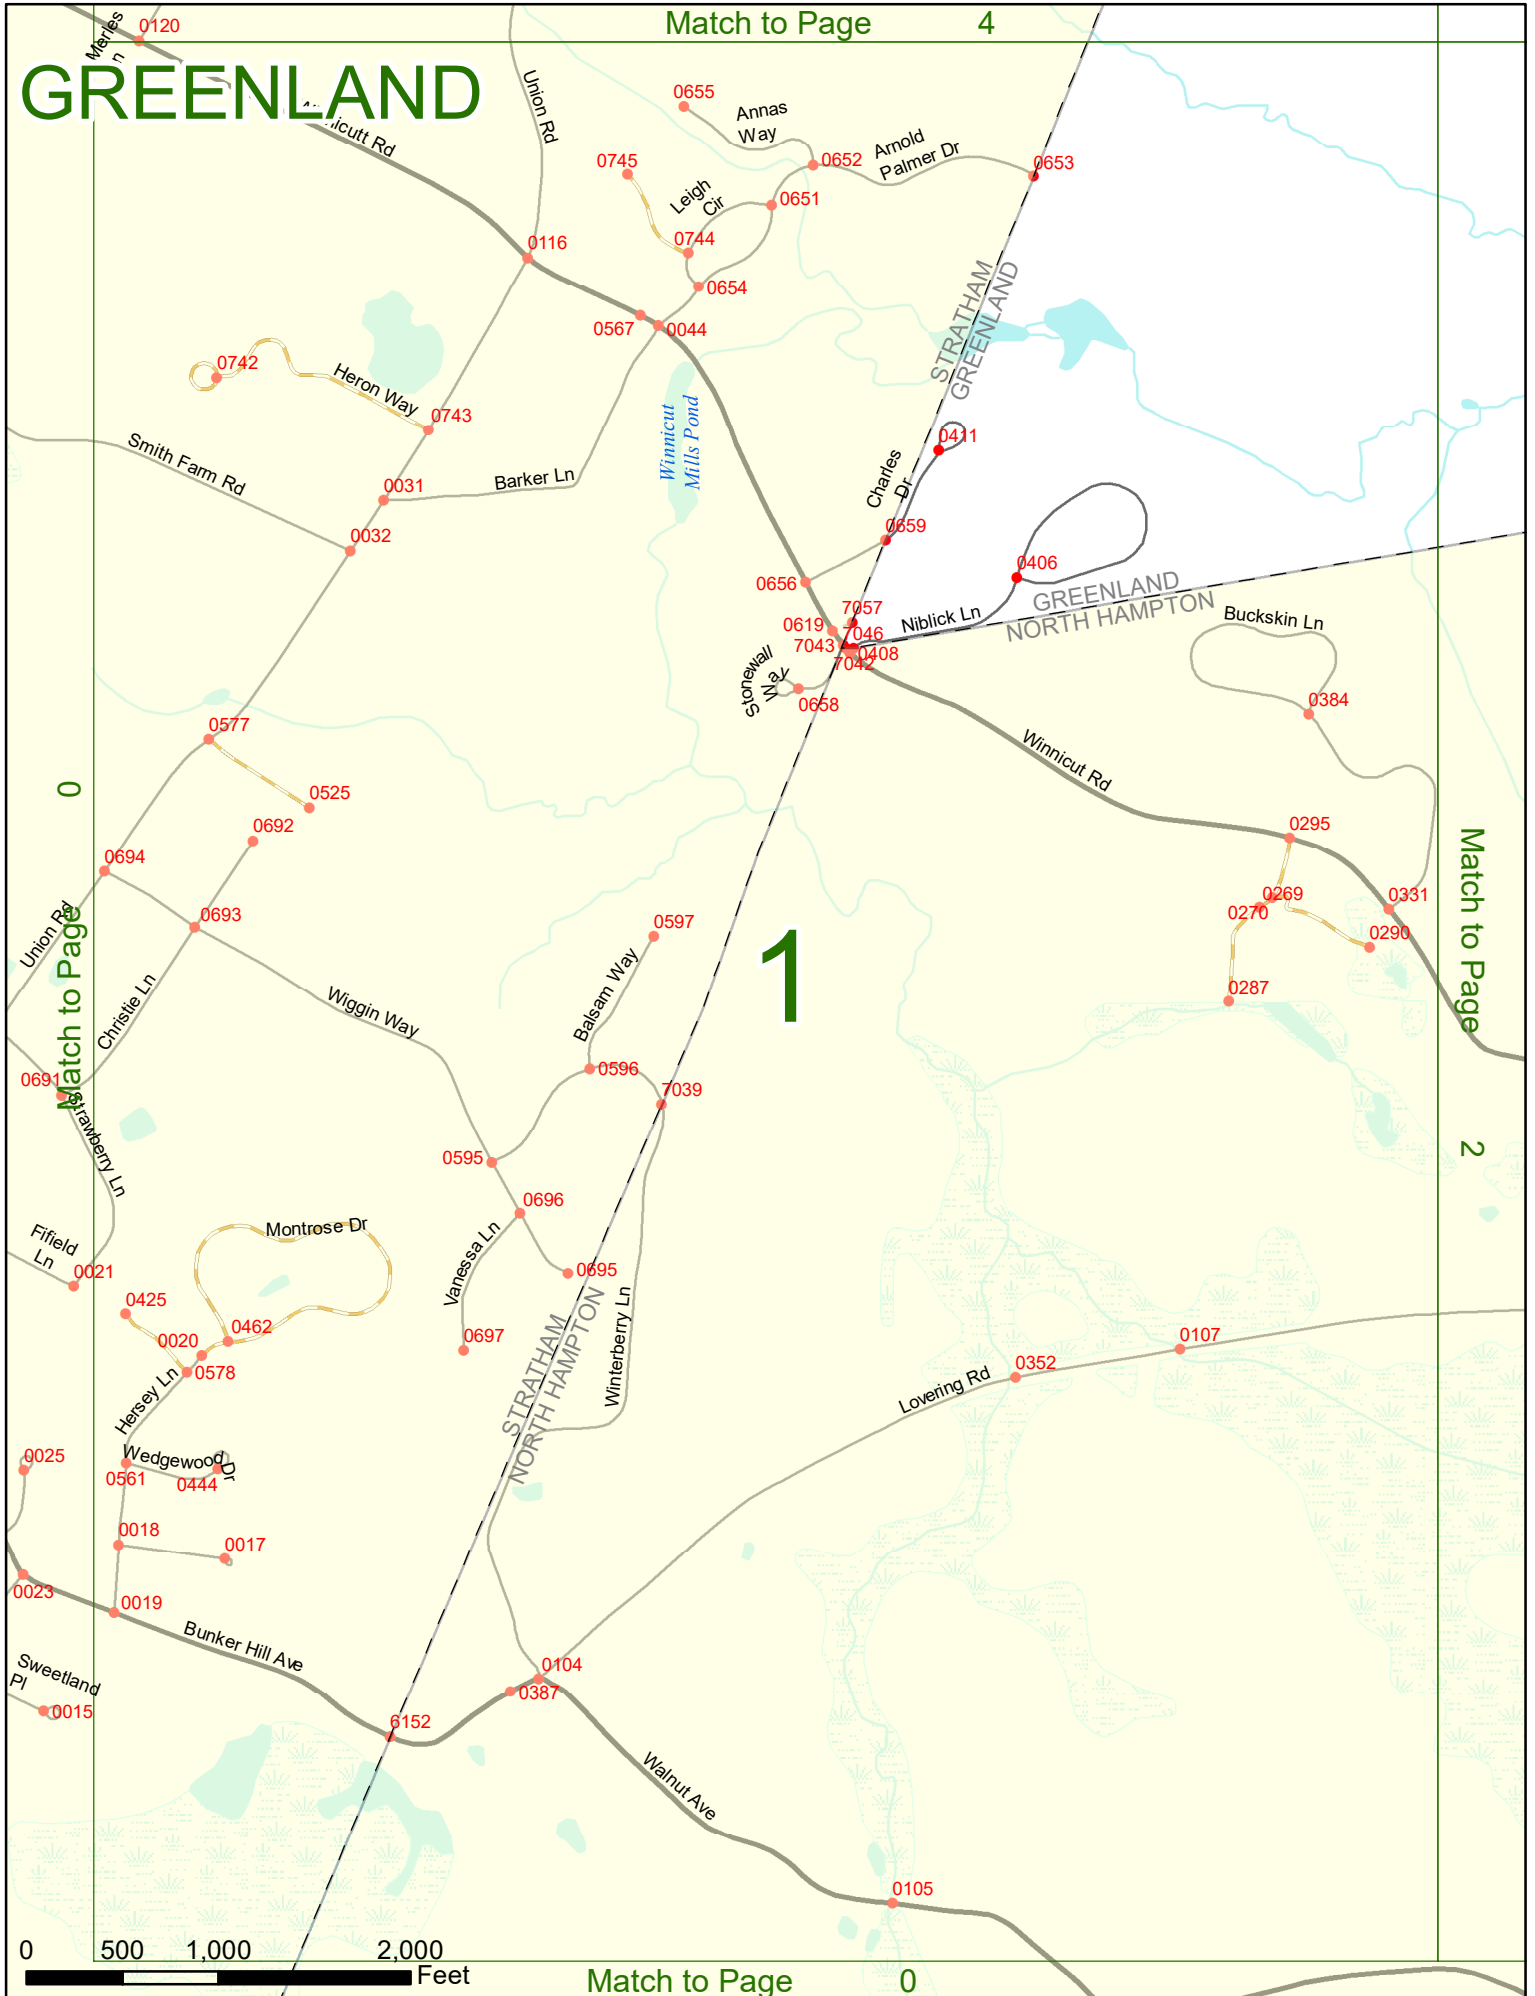 Match to Page 4
0120
Merles
GREENLAND
Union Rd
0655
Annas
Way
Arnold
Palmer Dr
0652
0653
0745
Leigh
Cir
0651
0744
0116
0654
0567
0044
STRATHAM
GREENLAND
0742
Heron Way
0743
Winnicut
Mills Pond
Smith Farm Rd
0031
Barker Ln
0411
Charles
Dr
0032
0659
0406
0656
GREENLAND
NORTH HAMPTON
7057
0619
7046
Niblick Ln
Buckskin Ln
7043
0408
7042
Stonewall
Way
0658
0384
0577
Winnicut Rd
0
0525
0692
0295
0694
0693
0269
0270
0331
0290
Union Rd
Match to Page
Match to Page
2
0597
1
Christie Ln
Wiggin Way
Balsam Way
0287
0691
0596
7039
Strawberry Ln
0595
0696
Fifield
Ln
Montrose Dr
0021
Vanessa Ln
0695
0425
0020
0462
0697
0107
0578
0352
STRATHAM
NORTH HAMPTON
Winterberry Ln
Lovering Rd
Hersey Ln
0025
Wedgewood
Dr
0561
0444
0018
0017
0023
0019
Bunker Hill Ave
Sweetland
Pl
0104
0387
0015
6152
Walnut Ave
0105
0 500 1,000 2,000
Feet
Match to Page 0